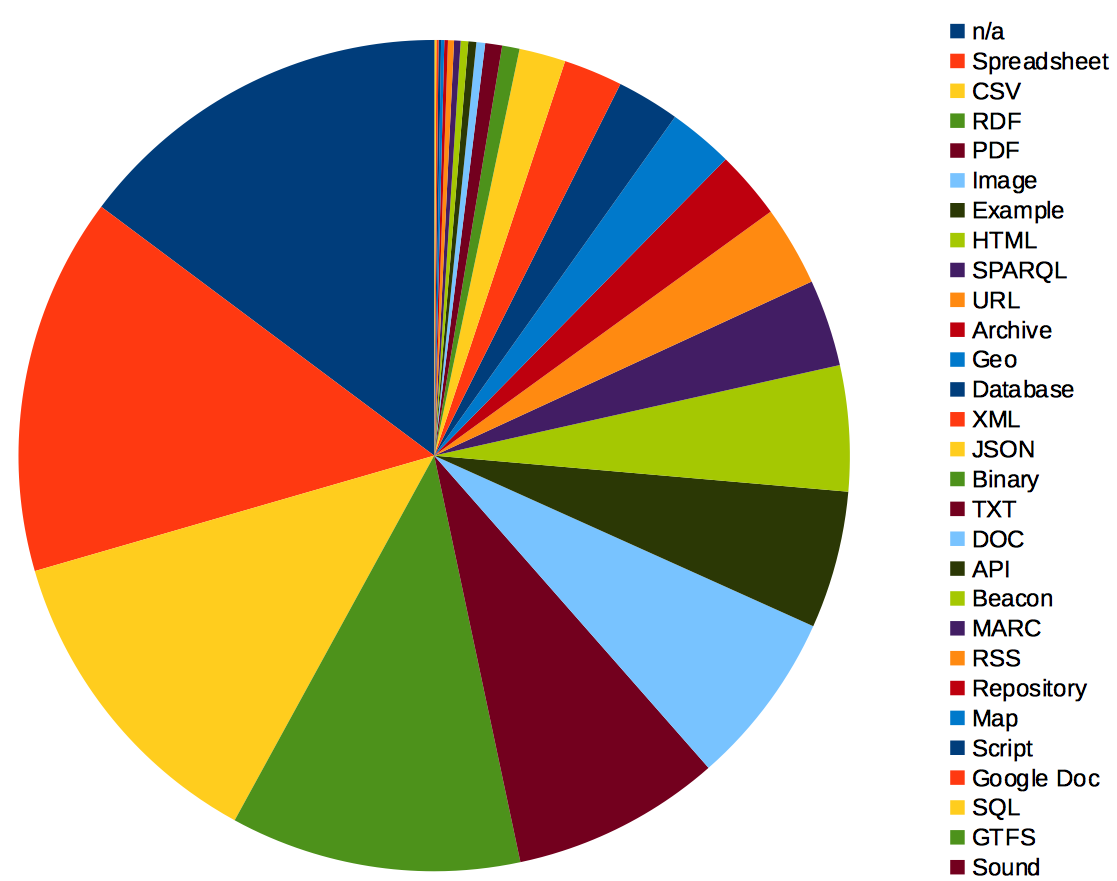 n/a
Spreadsheet
CSV
RDF
PDF
Image
Example
HTML
SPARQL
URL
Archive
Geo
Database
XML
JSON
Binary
TXT
DOC
API
Beacon
MARC
RSS
Repository
Map
Script
Google Doc
SQL
GTFS
Sound